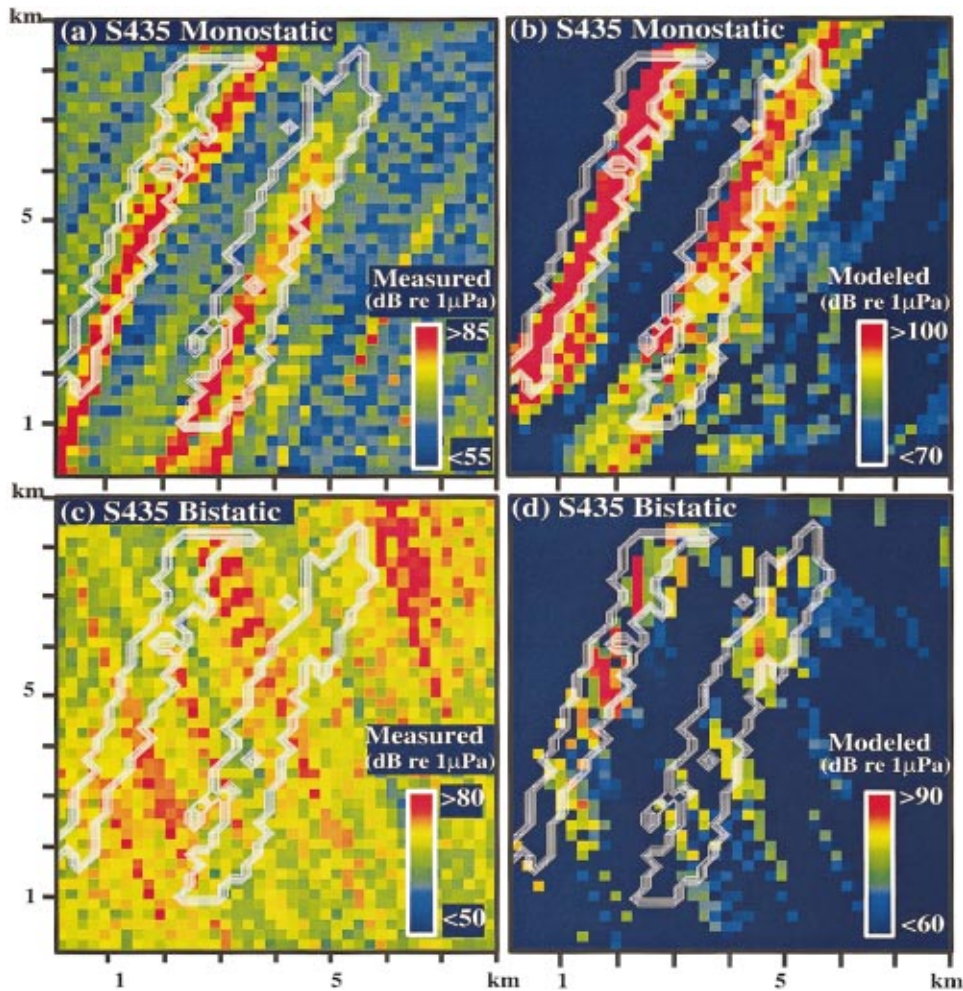 km
(a) S435 Monostatic
(b) S435 Monostatic
5
Measured
(dB re 1µPa)
>85
<55
Modeled
(dB re 1µPa)
>100
<70
1
km
(c) S435 Bistatic
(d) S435 Bistatic
5
Measured
(dB re 1µPa)
>80
<50
Modeled
(dB re 1µPa)
>90
<60
1
1
5
km
1
5
km